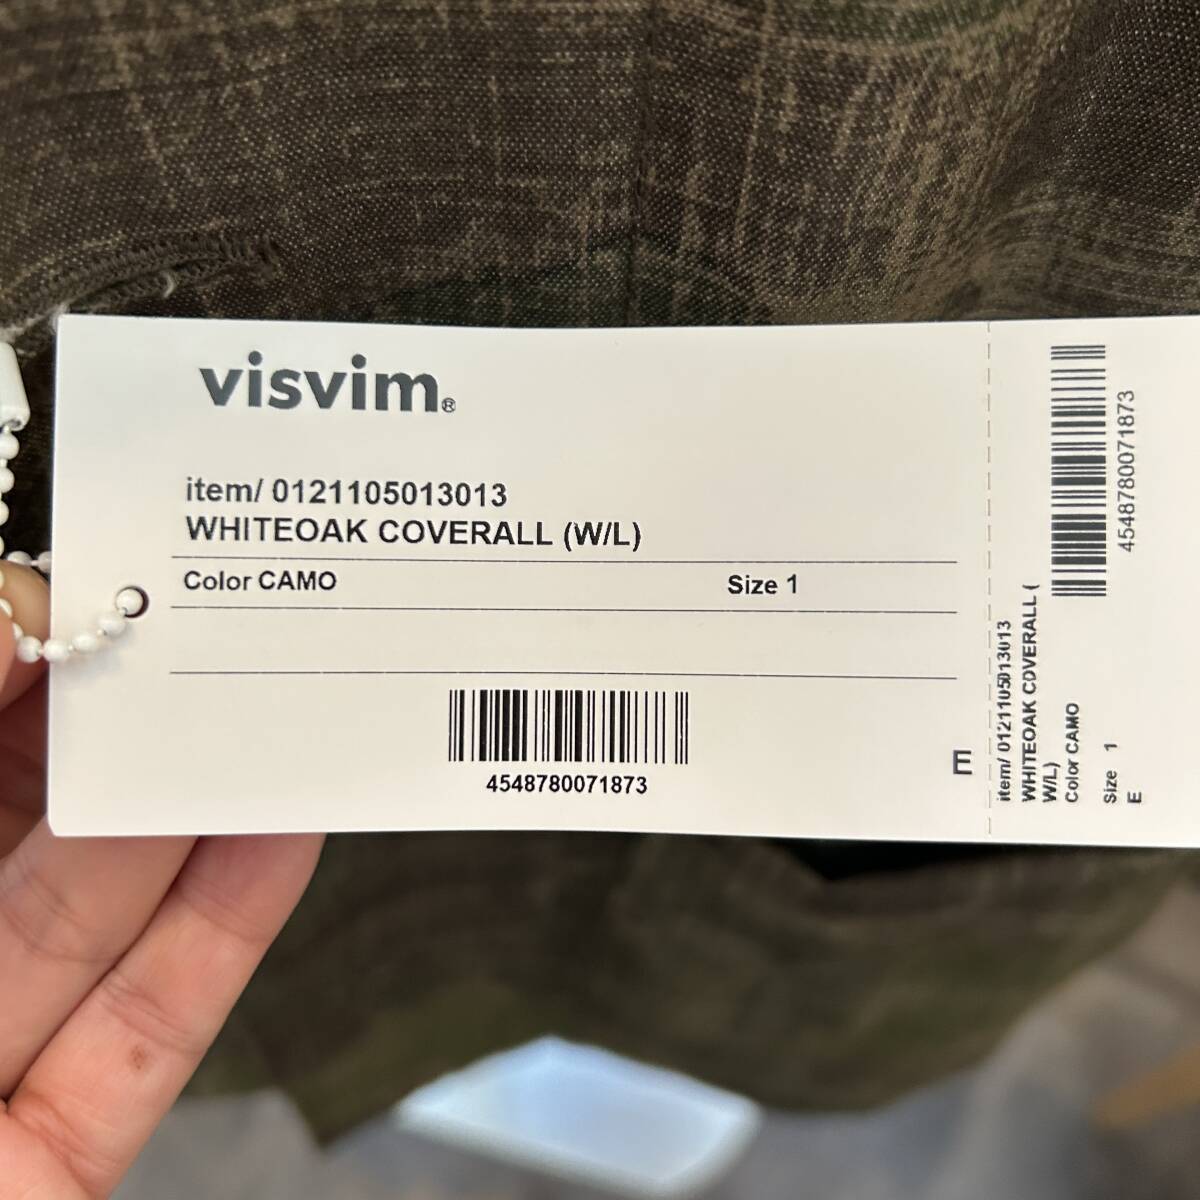 visvim®
item/ 0121105013013
WHITEOAK COVERALL (W/L)
Color CAMO
Size 1
4548780071873
E
item/ 0121105013013
WHITEOAK COVERALL (
W/L)
Color CAMO
Size 1
E
4548780071873